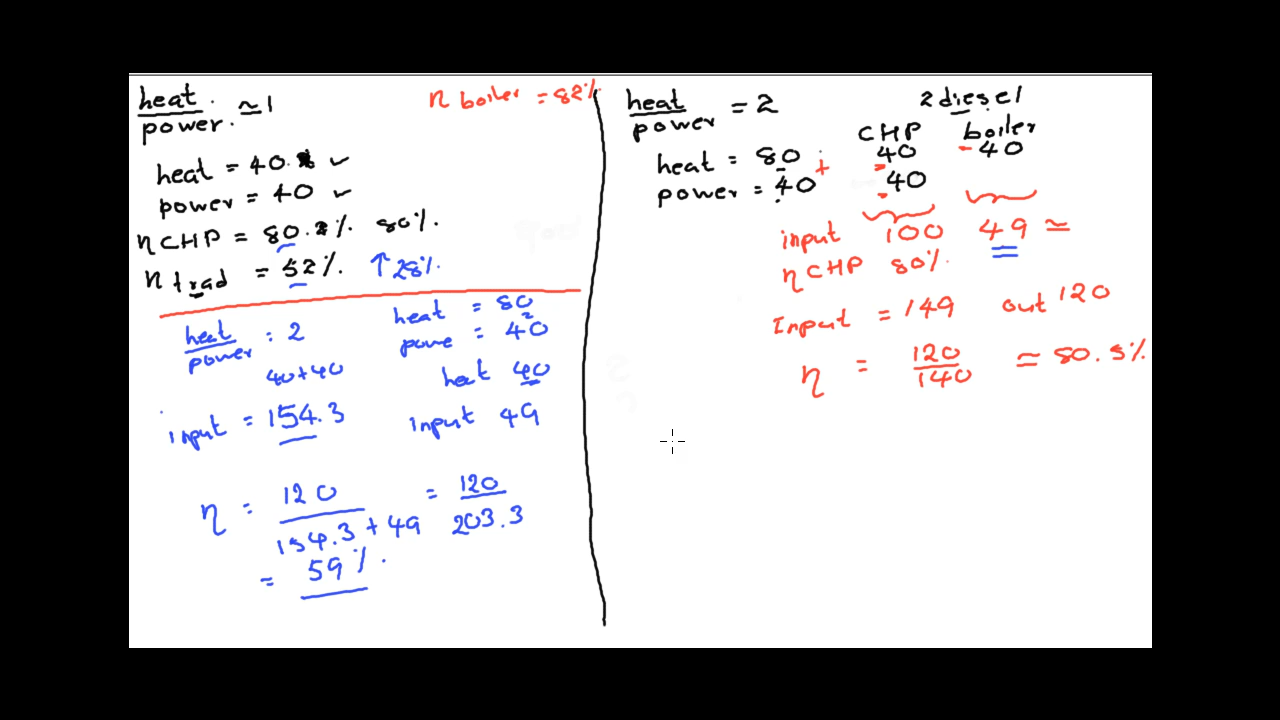 heat
power. ≃ 1
η boiler = 82%
heat = 40. ✓
power = 40 ✓
η CHP = 80. % 80%.
η trad = 52%. ↑28%.
heat
power : 2
heat = 80
powe = 40
2
40+40
heat 40
input = 154.3
input 49
η = 120
154.3 + 49
= 120
203.3
= 59%.
heat
power = 2
2 diesel
CHP boiler
heat = 80 + 40 - 40
power = 40 40
input 100 49 ≃
η CHP 80%.
Input = 149 out 120
η = 120
140
≃ 80.5%